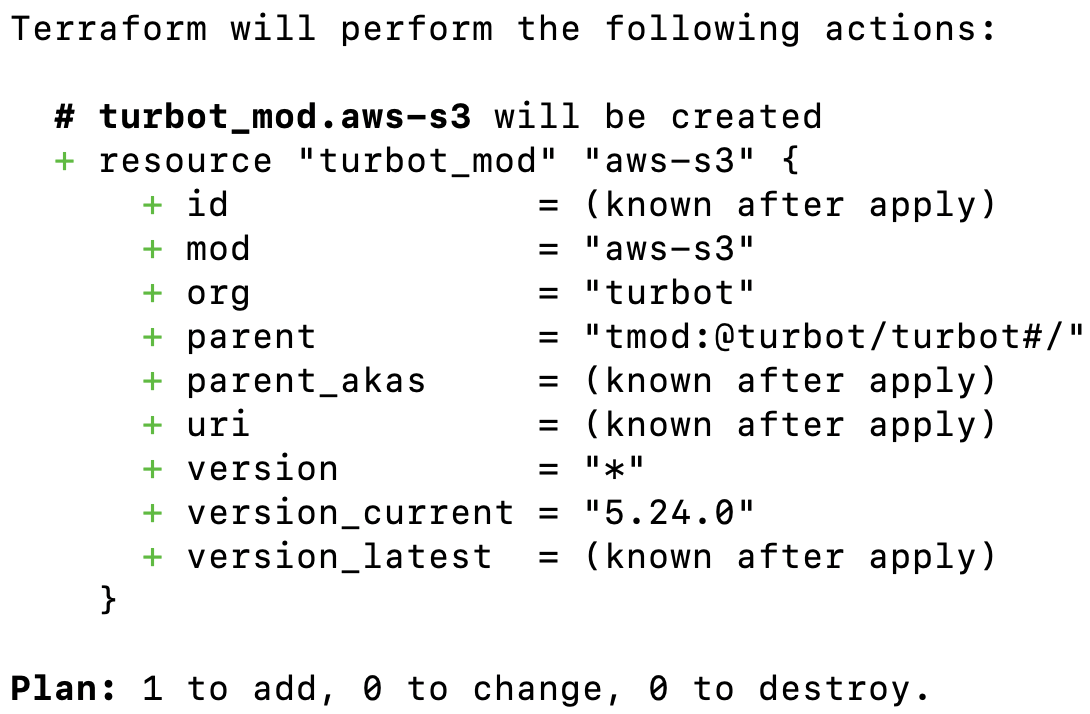 Terraform will perform the following actions:
# turbot_mod.aws-s3 will be created
+ resource "turbot_mod" "aws-s3" {
+ id = (known after apply)
+ mod = "aws-s3"
+ org = "turbot"
+ parent = "tmod:@turbot/turbot#/"
+ parent_akas = (known after apply)
+ uri = (known after apply)
+ version = "*"
+ version_current = "5.24.0"
+ version_latest = (known after apply)
}
Plan: 1 to add, 0 to change, 0 to destroy.